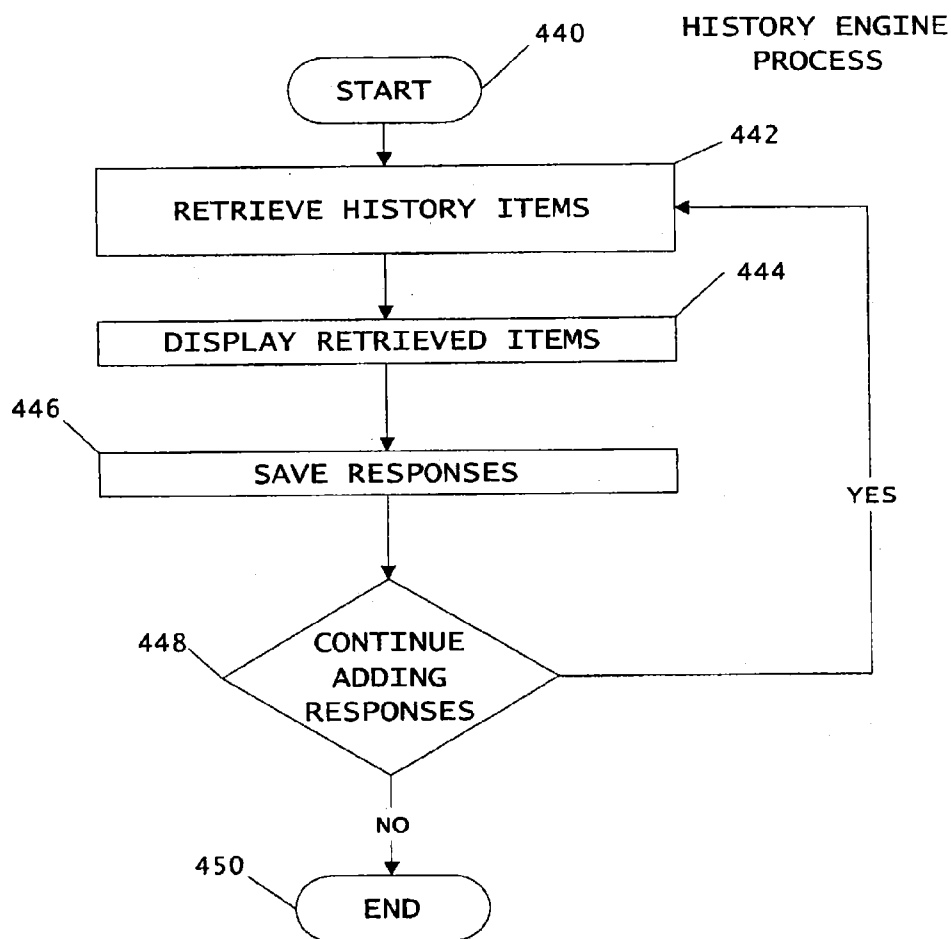 HISTORY ENGINE
PROCESS
440
START
442
RETRIEVE HISTORY ITEMS
444
DISPLAY RETRIEVED ITEMS
446
SAVE RESPONSES
YES
448
CONTINUE
ADDING
RESPONSES
NO
450
END